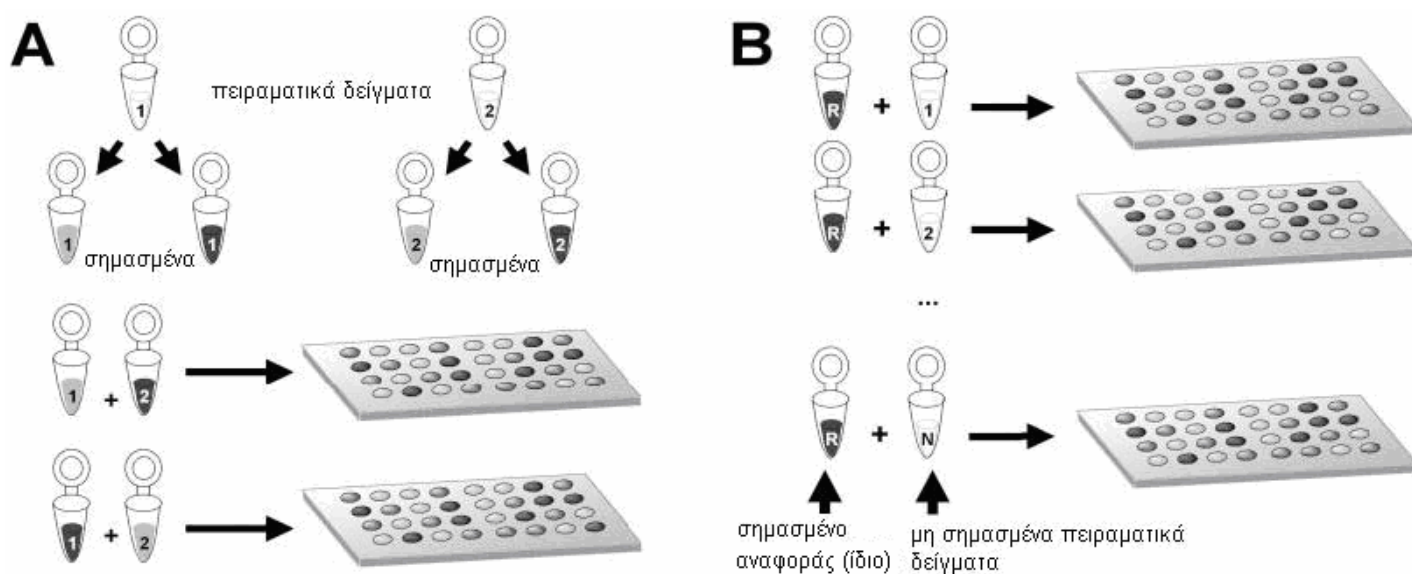 A
1
πειραματικά δείγματα
2
1
1
2
2
σημασμένα
σημασμένα
1 + 2
1 + 2
B
R + 1
R + 2
...
R + N
σημασμένο
αναφοράς (ίδιο)
μη σημασμένα πειραματικά
δείγματα